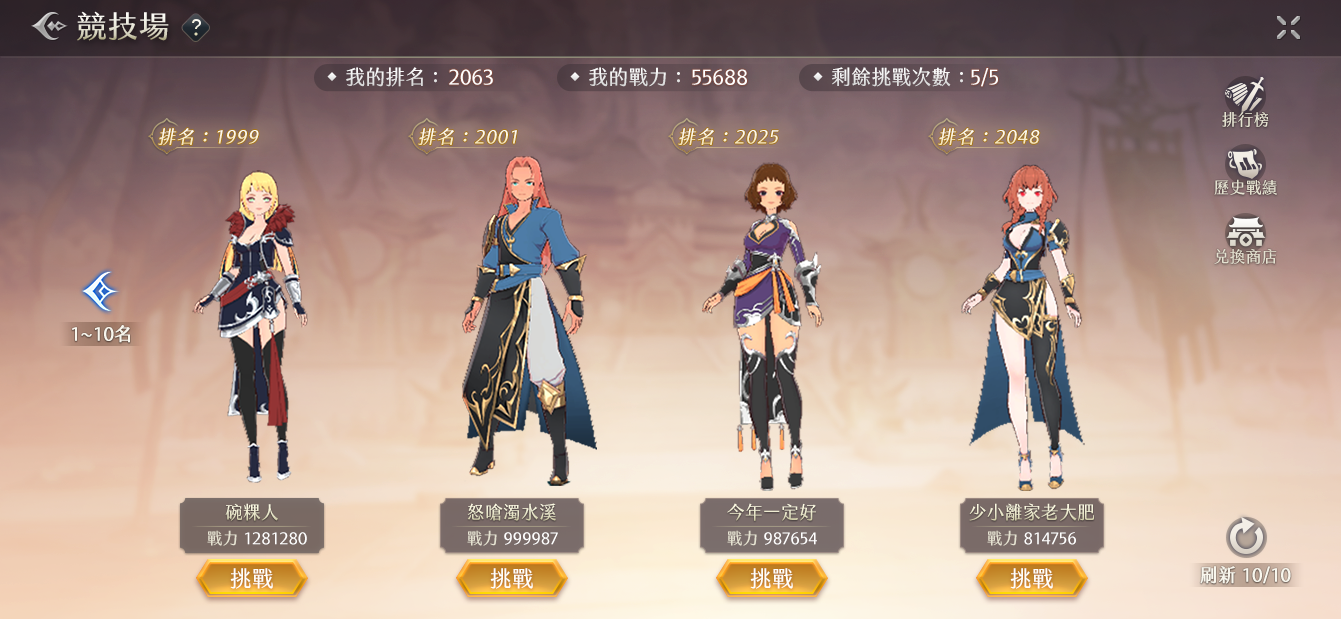 競技場 ?
我的排名：2063
我的戰力：55688
剩餘挑戰次數：5/5
排名：1999
排名：2001
排名：2025
排名：2048
排行榜
歷史戰績
兌換商店
1~10名
碗粿人
戰力 1281280
挑戰
怒嗆濁水溪
戰力 999987
挑戰
今年一定好
戰力 987654
挑戰
少小離家老大肥
戰力 814756
挑戰
刷新 10/10